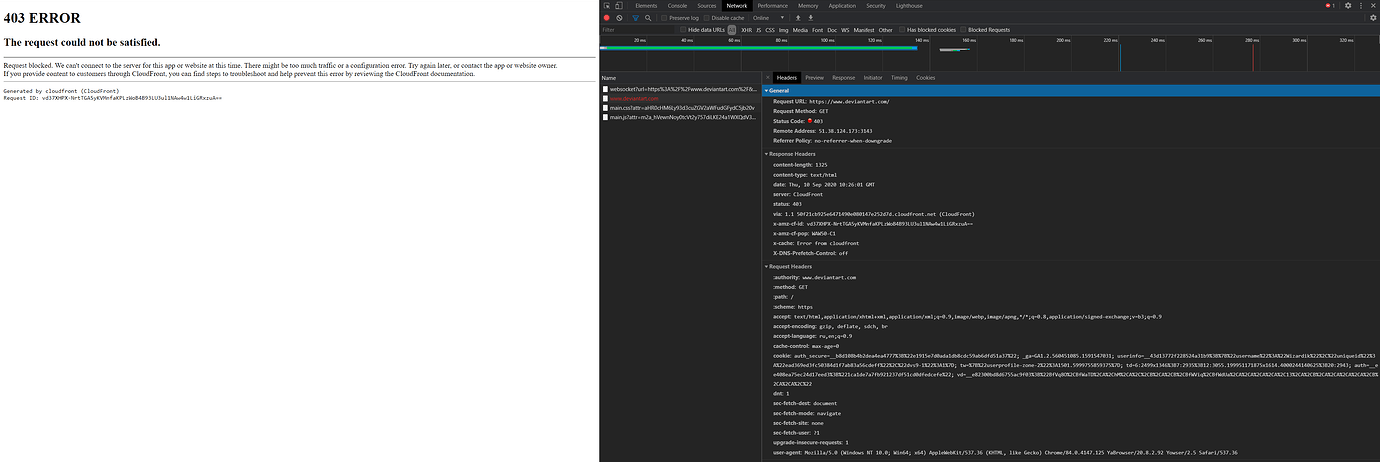 403 ERROR
The request could not be satisfied.
Request blocked. We can't connect to the server for this app or website at this time. There might be too much traffic or a configuration error. Try again later, or contact the app or website owner.
If you provide content to customers through CloudFront, you can find steps to troubleshoot and help prevent this error by reviewing the CloudFront documentation.
Generated by cloudfront (CloudFront)
Request ID:
Elements Console Sources Network Performance Memory Application Security Lighthouse 1
Preserve log Disable cache Online
Filter Hide data URLs All XHR JS CSS Img Media Font Doc WS Manifest Other Has blocked cookies Blocked Requests
20 ms 40 ms 60 ms 80 ms 100 ms 120 ms 140 ms 160 ms 180 ms 200 ms 220 ms 240 ms 260 ms 280 ms 300 ms 320 ms
Name
websocket?url=https%3A%2F%2Fwww.deviantart.com%2F&...
www.deviantart.com
Headers Preview Response Initiator Timing Cookies
General
Request URL: https://www.deviantart.com/
Request Method: GET
Status Code: 403
Remote Address: 51.38.124.173:3143
Referrer Policy: no-referrer-when-downgrade
Response Headers
content-length: 1325
content-type: text/html
date: Thu, 10 Sep 2020 10:26:01 GMT
server: CloudFront
status: 403
via: 1.1 50f21cb925e6471490e080147e252d7d.cloudfront.net (CloudFront)
x-amz-cf-id:
x-amz-cf-pop: WAW50-C1
x-cache: Error from cloudfront
X-DNS-Prefetch-Control: off
Request Headers
:authority: www.deviantart.com
:method: GET
:path: /
:scheme: https
accept: text/html,application/xhtml+xml,application/xml;q=0.9,image/webp,image/apng,*/*;q=0.8,application/signed-exchange;v=b3;q=0.9
accept-encoding: gzip, deflate, sdch, br
accept-language: ru,en;q=0.9
cache-control: max-age=0
cookie:
dnt: 1
sec-fetch-dest: document
sec-fetch-mode: navigate
sec-fetch-site: none
sec-fetch-user: ?1
upgrade-insecure-requests: 1
user-agent: Mozilla/5.0 (Windows NT 10.0; Win64; x64) AppleWebKit/537.36 (KHTML, like Gecko) Chrome/84.0.4147.125 YaBrowser/20.8.2.92 Yowser/2.5 Safari/537.36